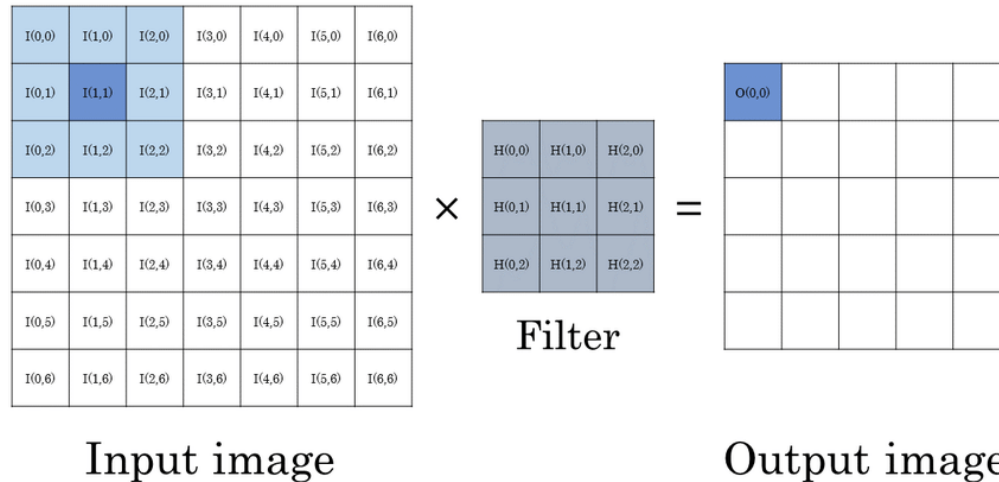 I(0,0) I(1,0) I(2,0) I(3,0) I(4,0) I(5,0) I(6,0)
I(0,1) I(1,1) I(2,1) I(3,1) I(4,1) I(5,1) I(6,1)
I(0,2) I(1,2) I(2,2) I(3,2) I(4,2) I(5,2) I(6,2)
I(0,3) I(1,3) I(2,3) I(3,3) I(4,3) I(5,3) I(6,3)
I(0,4) I(1,4) I(2,4) I(3,4) I(4,4) I(5,4) I(6,4)
I(0,5) I(1,5) I(2,5) I(3,5) I(4,5) I(5,5) I(6,5)
I(0,6) I(1,6) I(2,6) I(3,6) I(4,6) I(5,6) I(6,6)
Input image
×
H(0,0) H(1,0) H(2,0)
H(0,1) H(1,1) H(2,1)
H(0,2) H(1,2) H(2,2)
Filter
=
O(0,0)
Output image